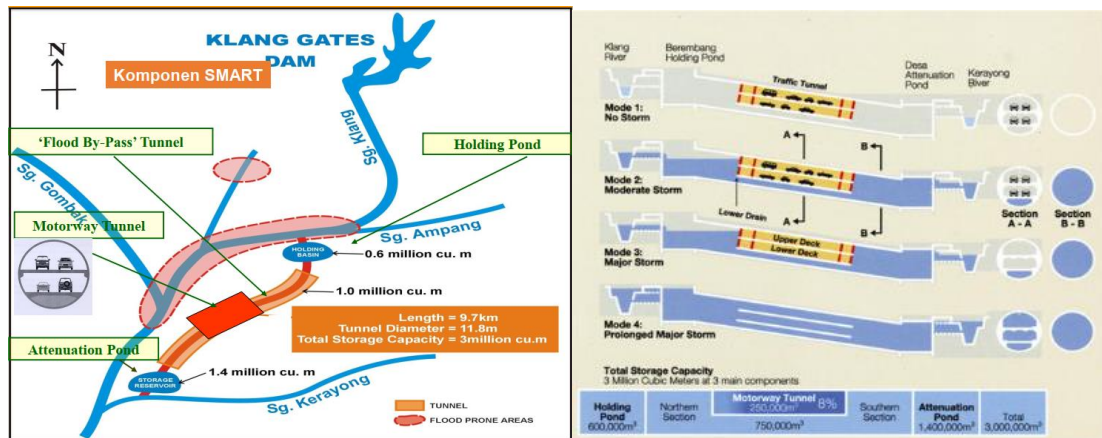 KLANG GATES
DAM
N
Komponen SMART
'Flood By-Pass' Tunnel
Holding Pond
Sg. Klang
Sg. Gombak
Motorway Tunnel
Sg. Ampang
HOLDING
BASIN
0.6 million cu. m
1.0 million cu. m
Length = 9.7km
Tunnel Diameter = 11.8m
Total Storage Capacity = 3million cu.m
Attenuation Pond
STORAGE
RESERVOIR
1.4 million cu. m
Sg. Kerayong
TUNNEL
FLOOD PRONE AREAS
Klang
River
Berembang
Holding Pond
Desa
Attenuation
Pond
Kerayong
River
Traffic Tunnel
Mode 1:
No Storm
A
B
Mode 2:
Moderate Storm
Lower Drain
A
B
Section
A - A
Section
B - B
Upper Deck
Lower Deck
Mode 3:
Major Storm
Mode 4:
Prolonged Major Storm
Total Storage Capacity
3 Million Cubic Meters at 3 main components
Holding
Pond
600,000m³
Northern
Section
Motorway Tunnel
250,000m³ 8%
750,000m³
Southern
Section
Attenuation
Pond
1,400,000m³
Total
3,000,000m³